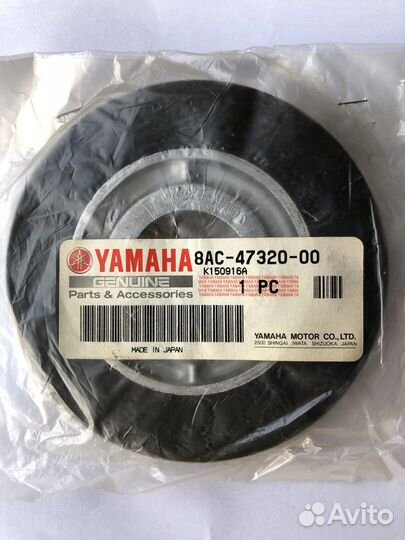 YAMAHA
GENUINE
Parts & Accessories
8AC-47320-00
K150916A
1 PC
MADE IN JAPAN
YAMAHA MOTOR CO., LTD.
2500 SHINGAI, IWATA SHIZUOKA, JAPAN
Avito